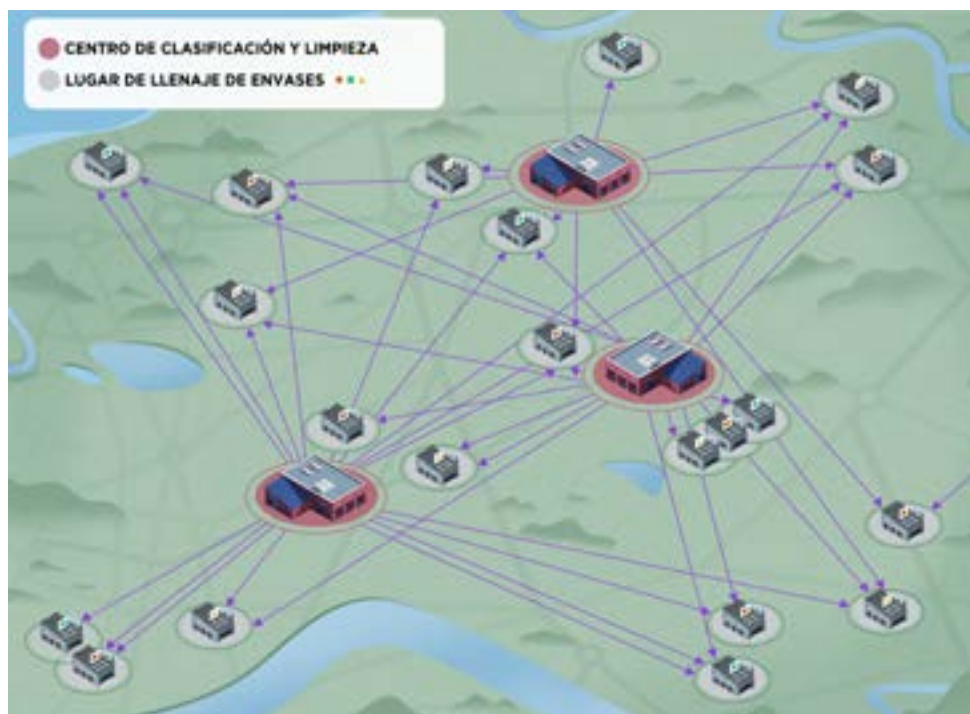 CENTRO DE CLASIFICACIÓN Y LIMPIEZA
LUGAR DE LLENAJE DE ENVASES